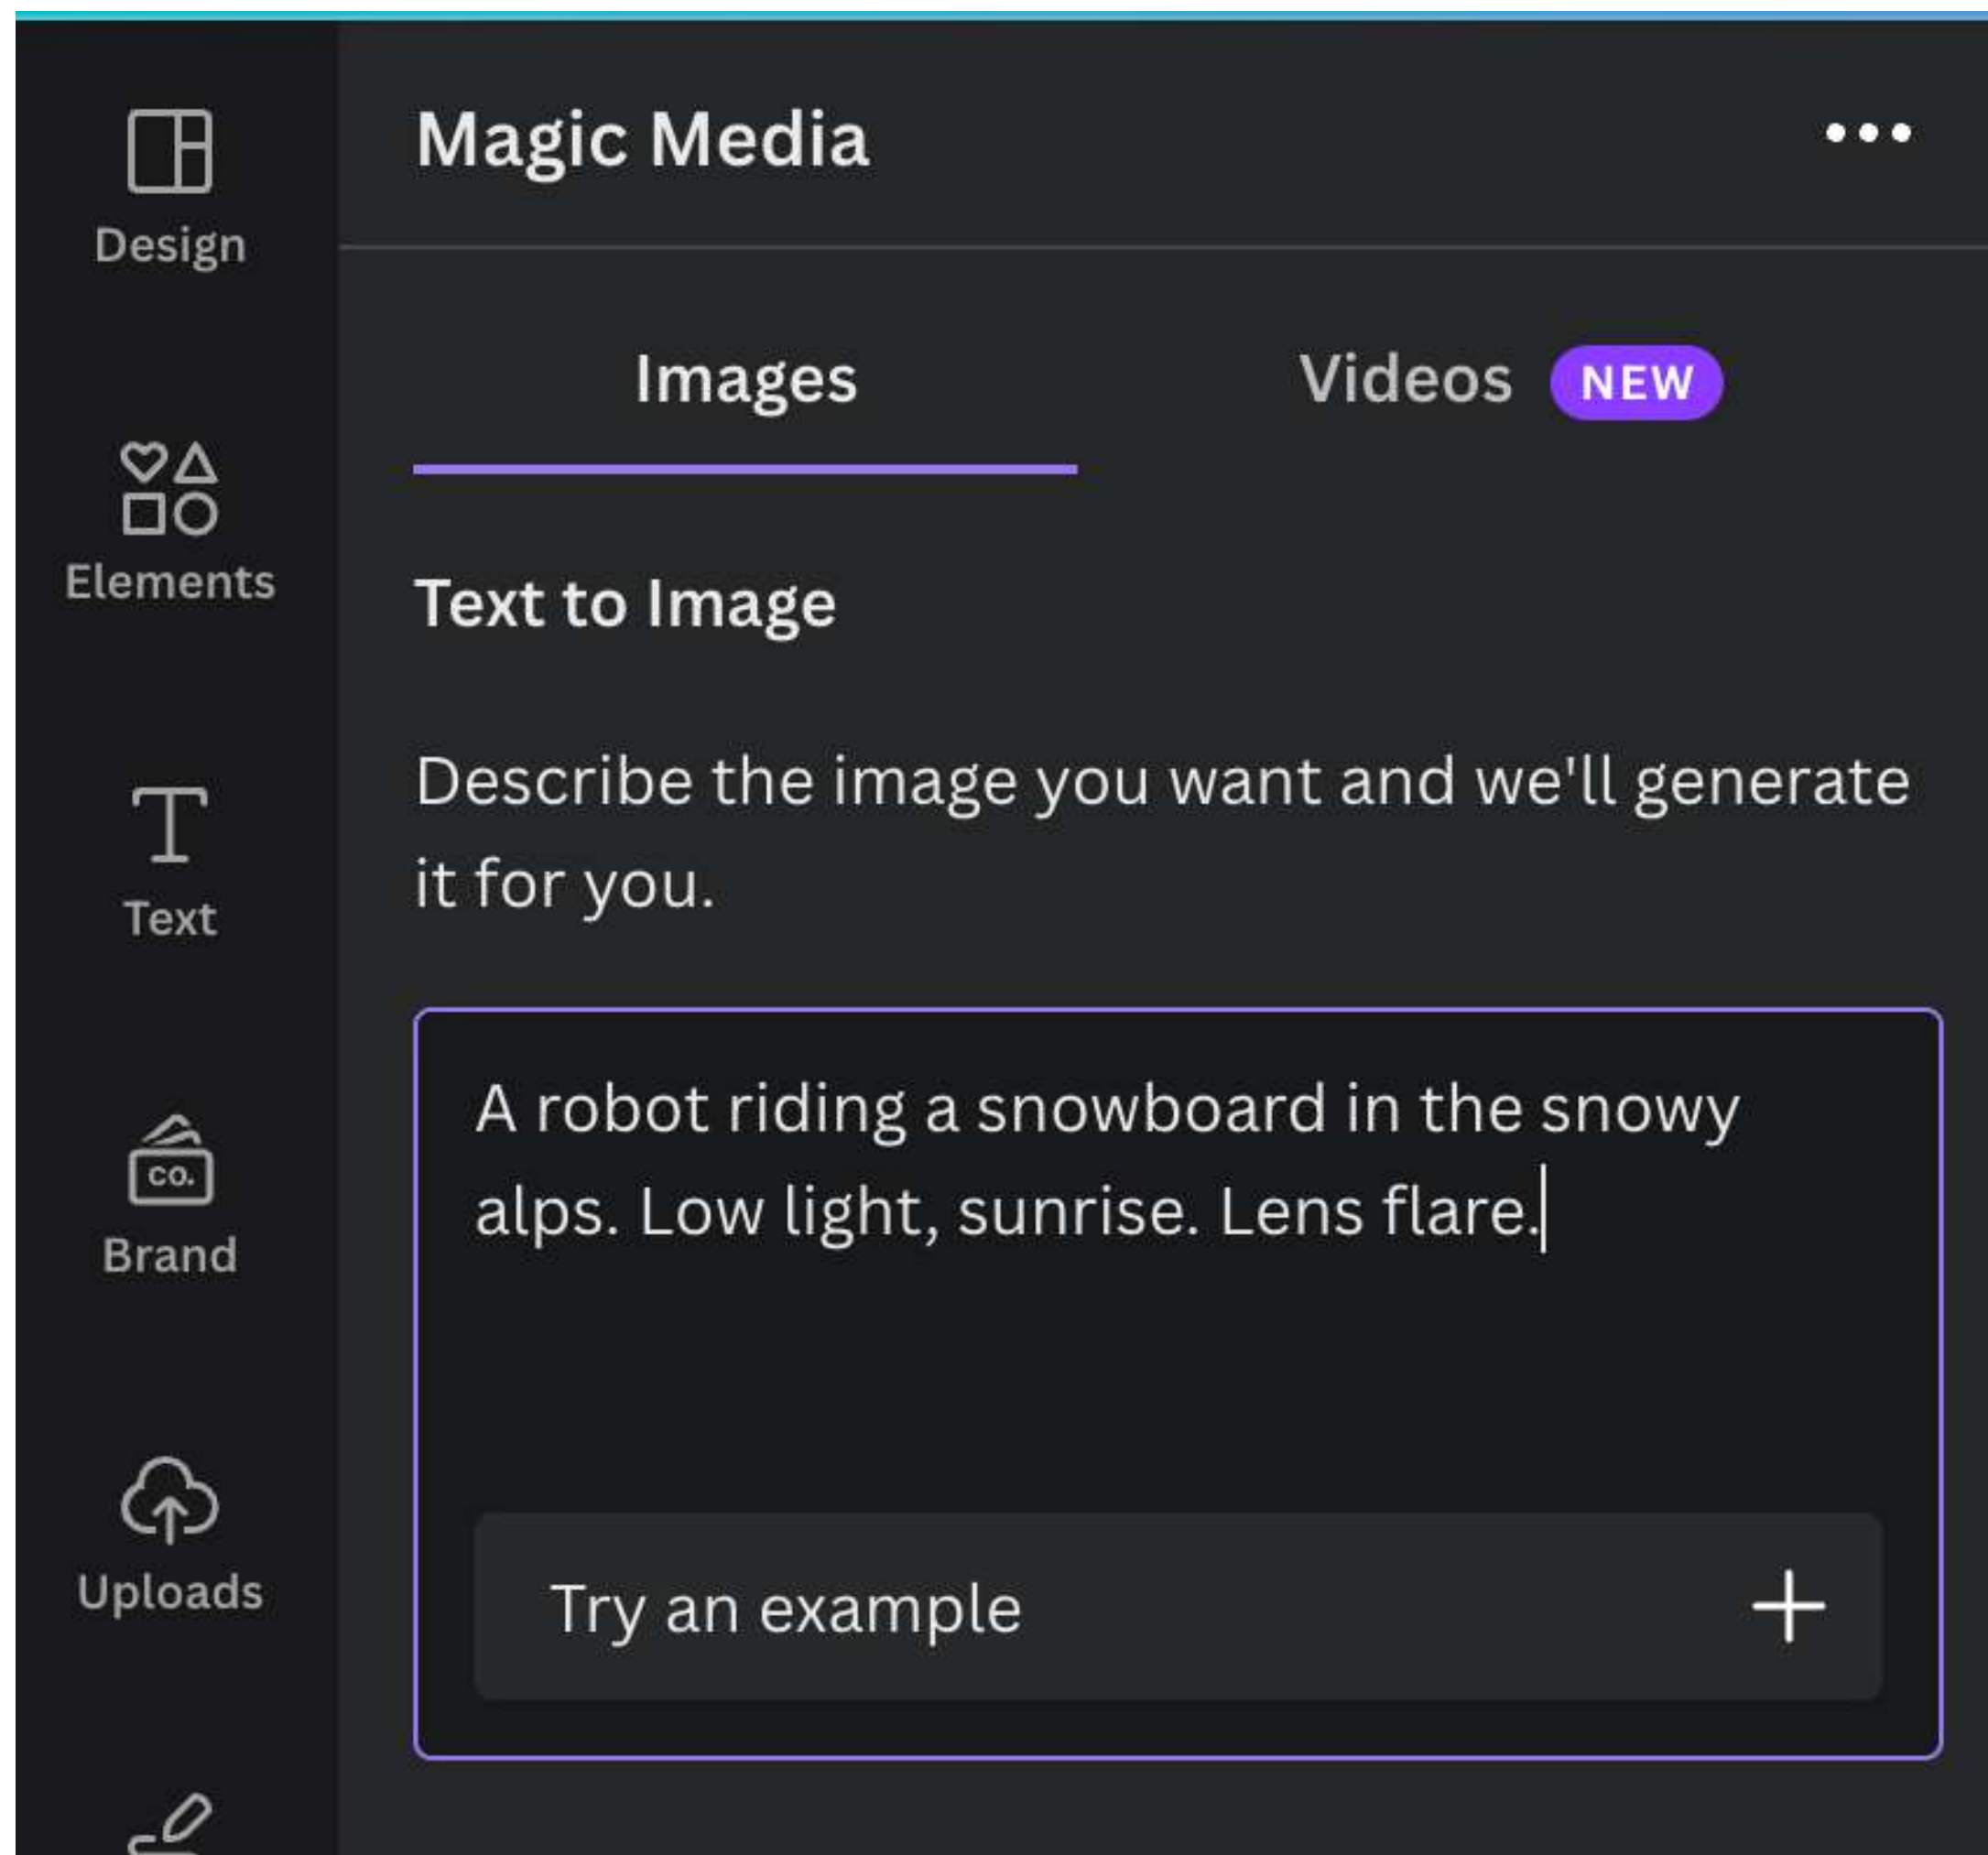 Design
Elements
Text
co.
Brand
Uploads
Magic Media
Images
Videos NEW
Text to Image
Describe the image you want and we'll generate
it for you.
A robot riding a snowboard in the snowy
alps. Low light, sunrise. Lens flare.
Try an example